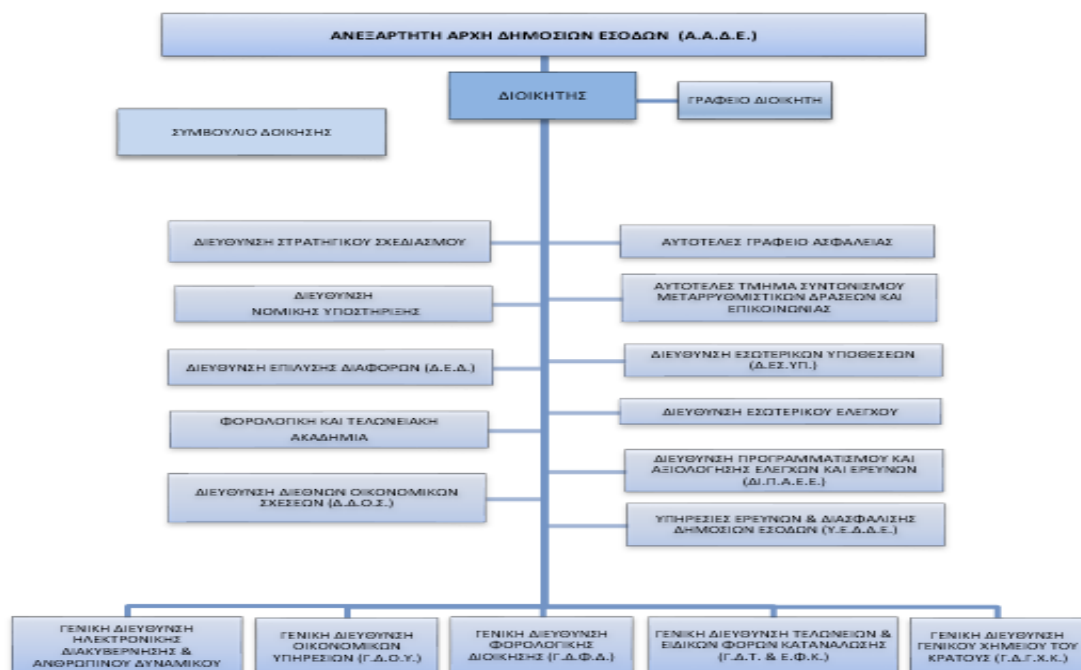 ΑΝΕΞΑΡΤΗΤΗ ΑΡΧΗ ΔΗΜΟΣΙΩΝ ΕΣΟΔΩΝ (Α.Α.Δ.Ε.)
ΔΙΟΙΚΗΤΗΣ
ΓΡΑΦΕΙΟ ΔΙΟΙΚΗΤΗ
ΣΥΜΒΟΥΛΙΟ ΔΟΙΚΗΣΗΣ
ΔΙΕΥΘΥΝΣΗ ΣΤΡΑΤΗΓΙΚΟΥ ΣΧΕΔΙΑΣΜΟΥ
ΑΥΤΟΤΕΛΕΣ ΓΡΑΦΕΙΟ ΑΣΦΑΛΕΙΑΣ
ΔΙΕΥΘΥΝΣΗ
ΝΟΜΙΚΗΣ ΥΠΟΣΤΗΡΙΞΗΣ
ΑΥΤΟΤΕΛΕΣ ΤΜΗΜΑ ΣΥΝΤΟΝΙΣΜΟΥ
ΜΕΤΑΡΡΥΘΜΙΣΤΙΚΩΝ ΔΡΑΣΕΩΝ ΚΑΙ
ΕΠΙΚΟΙΝΩΝΙΑΣ
ΔΙΕΥΘΥΝΣΗ ΕΠΙΛΥΣΗΣ ΔΙΑΦΟΡΩΝ (Δ.Ε.Δ.)
ΔΙΕΥΘΥΝΣΗ ΕΣΩΤΕΡΙΚΩΝ ΥΠΟΘΕΣΕΩΝ
(Δ.ΕΣ.ΥΠ.)
ΦΟΡΟΛΟΓΙΚΗ ΚΑΙ ΤΕΛΩΝΕΙΑΚΗ
ΑΚΑΔΗΜΙΑ
ΔΙΕΥΘΥΝΣΗ ΕΣΩΤΕΡΙΚΟΥ ΕΛΕΓΧΟΥ
ΔΙΕΥΘΥΝΣΗ ΔΙΕΘΝΩΝ ΟΙΚΟΝΟΜΙΚΩΝ
ΣΧΕΣΕΩΝ (Δ.Δ.Ο.Σ.)
ΔΙΕΥΘΥΝΣΗ ΠΡΟΓΡΑΜΜΑΤΙΣΜΟΥ ΚΑΙ
ΑΞΙΟΛΟΓΗΣΗΣ ΕΛΕΓΧΩΝ ΚΑΙ ΕΡΕΥΝΩΝ
(ΔΙ.Π.Α.Ε.Ε.)
ΥΠΗΡΕΣΙΕΣ ΕΡΕΥΝΩΝ & ΔΙΑΣΦΑΛΙΣΗΣ
ΔΗΜΟΣΙΩΝ ΕΣΟΔΩΝ (Υ.Ε.Δ.Δ.Ε.)
ΓΕΝΙΚΗ ΔΙΕΥΘΥΝΣΗ
ΗΛΕΚΤΡΟΝΙΚΗΣ
ΔΙΑΚΥΒΕΡΝΗΣΗΣ &
ΑΝΘΡΩΠΙΝΟΥ ΔΥΝΑΜΙΚΟΥ
ΓΕΝΙΚΗ ΔΙΕΥΘΥΝΣΗ
ΟΙΚΟΝΟΜΙΚΩΝ
ΥΠΗΡΕΣΙΩΝ (Γ.Δ.Ο.Υ.)
ΓΕΝΙΚΗ ΔΙΕΥΘΥΝΣΗ
ΦΟΡΟΛΟΓΙΚΗΣ
ΔΙΟΙΚΗΣΗΣ (Γ.Δ.Φ.Δ.)
ΓΕΝΙΚΗ ΔΙΕΥΘΥΝΣΗ ΤΕΛΩΝΕΙΩΝ &
ΕΙΔΙΚΩΝ ΦΟΡΩΝ ΚΑΤΑΝΑΛΩΣΗΣ
(Γ.Δ.Τ. & Ε.Φ.Κ.)
ΓΕΝΙΚΗ ΔΙΕΥΘΥΝΣΗ
ΓΕΝΙΚΟΥ ΧΗΜΕΙΟΥ ΤΟΥ
ΚΡΑΤΟΥΣ (Γ.Δ.Γ.Χ.Κ.)